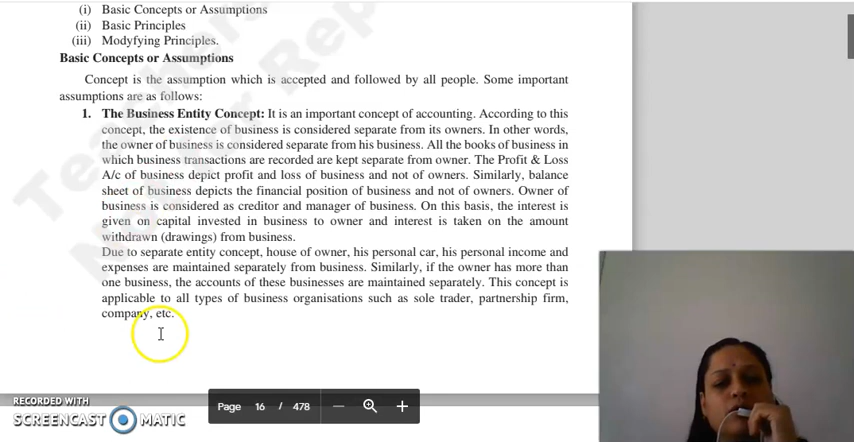 (i) Basic Concepts or Assumptions
(ii) Basic Principles
(iii) Modyfying Principles.
Basic Concepts or Assumptions
Concept is the assumption which is accepted and followed by all people. Some important
assumptions are as follows:
1. The Business Entity Concept: It is an important concept of accounting. According to this
concept, the existence of business is considered separate from its owners. In other words,
the owner of business is considered separate from his business. All the books of business in
which business transactions are recorded are kept separate from owner. The Profit & Loss
A/c of business depict profit and loss of business and not of owners. Similarly, balance
sheet of business depicts the financial position of business and not of owners. Owner of
business is considered as creditor and manager of business. On this basis, the interest is
given on capital invested in business to owner and interest is taken on the amount
withdrawn (drawings) from business.
Due to separate entity concept, house of owner, his personal car, his personal income and
expenses are maintained separately from business. Similarly, if the owner has more than
one business, the accounts of these businesses are maintained separately. This concept is
applicable to all types of business organisations such as sole trader, partnership firm,
company, etc.
Page 16 / 478
RECORDED WITH
SCREENCAST MATIC